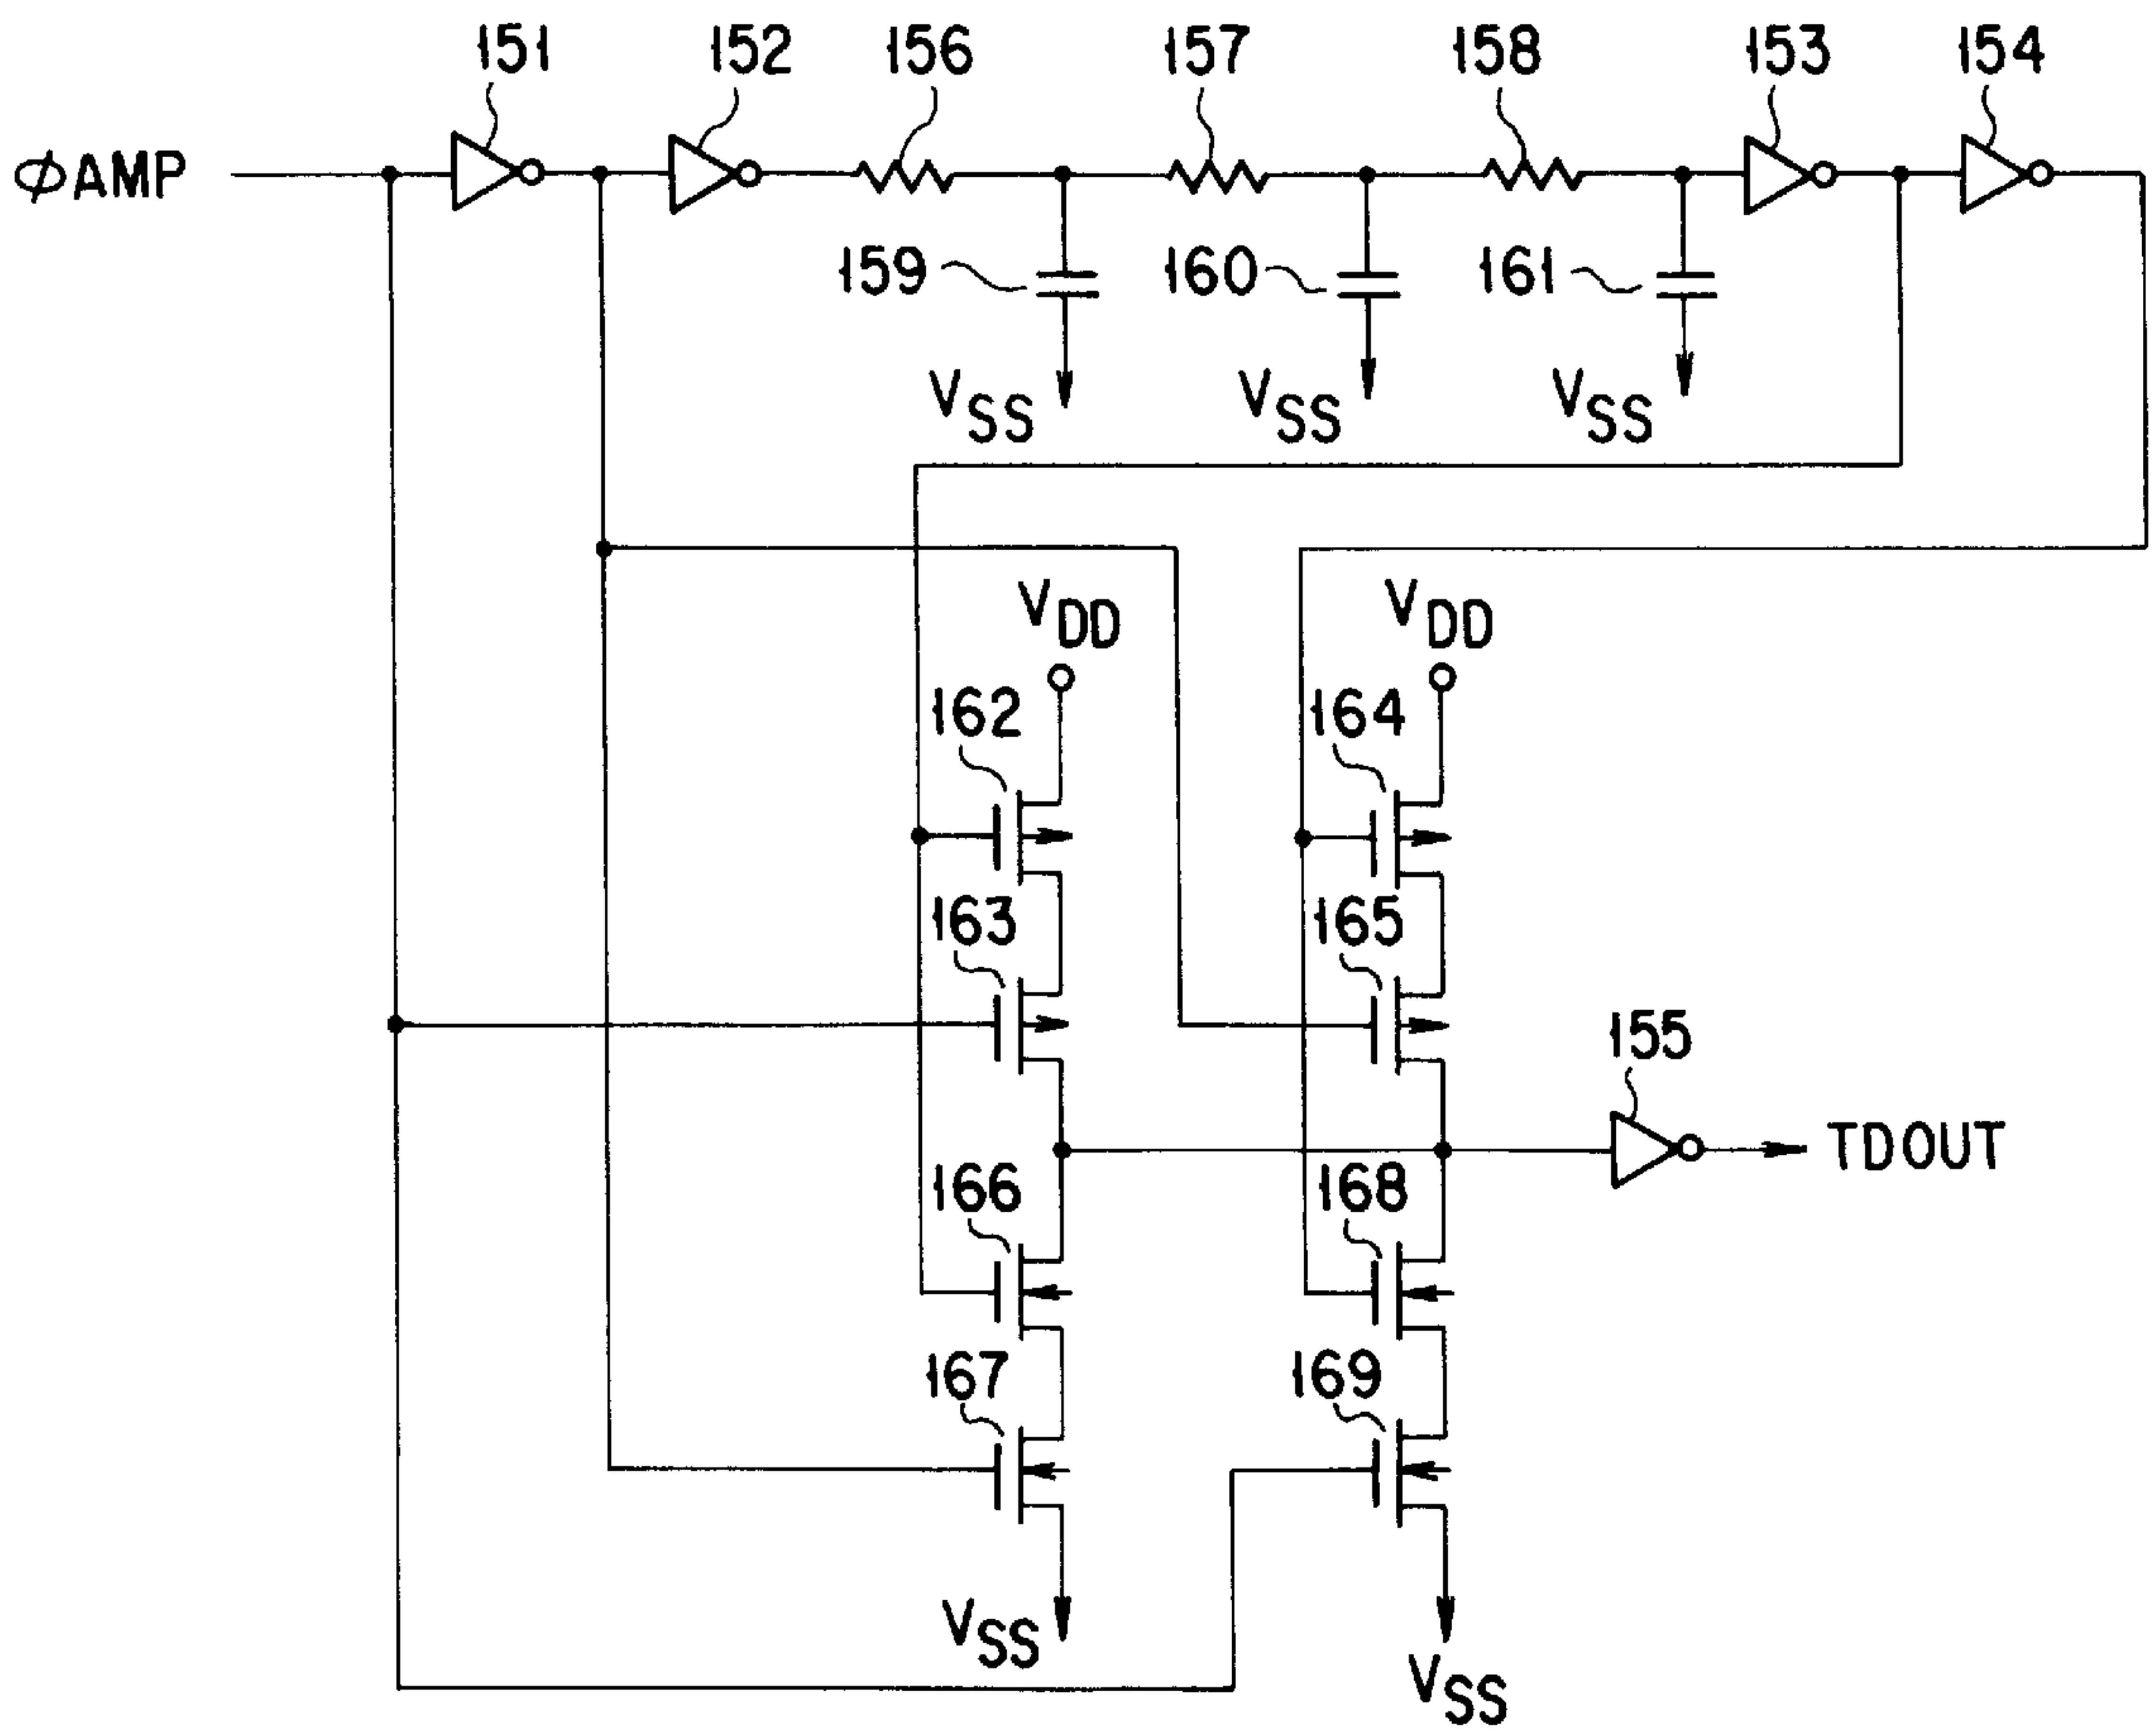 151 152 156 157 158 153 154
ϕAMP
159 160 161
VSS VSS VSS
VDD VDD
162 164
163 165
155
TDOUT
166 168
167 169
VSS
VSS